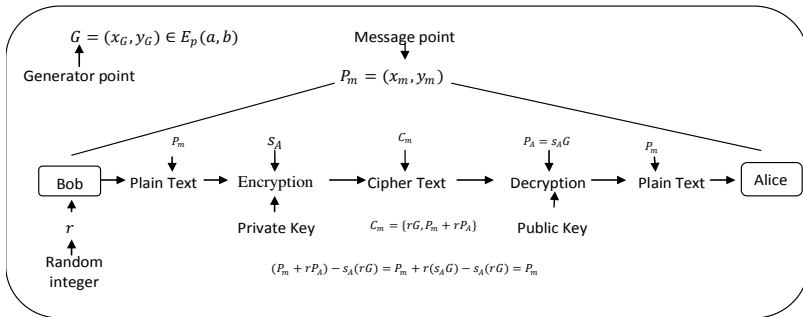 G = (x_G, y_G) ∈ E_p(a, b)
Message point
Generator point
P_m = (x_m, y_m)
P_m
s_A
C_m
P_A = s_A G
P_m
Bob
Plain Text
Encryption
Cipher Text
Decryption
Plain Text
Alice
r
Private Key
C_m = {rG, P_m + rP_A}
Public Key
Random
integer
(P_m + rP_A) − s_A(rG) = P_m + r(s_A G) − s_A(rG) = P_m